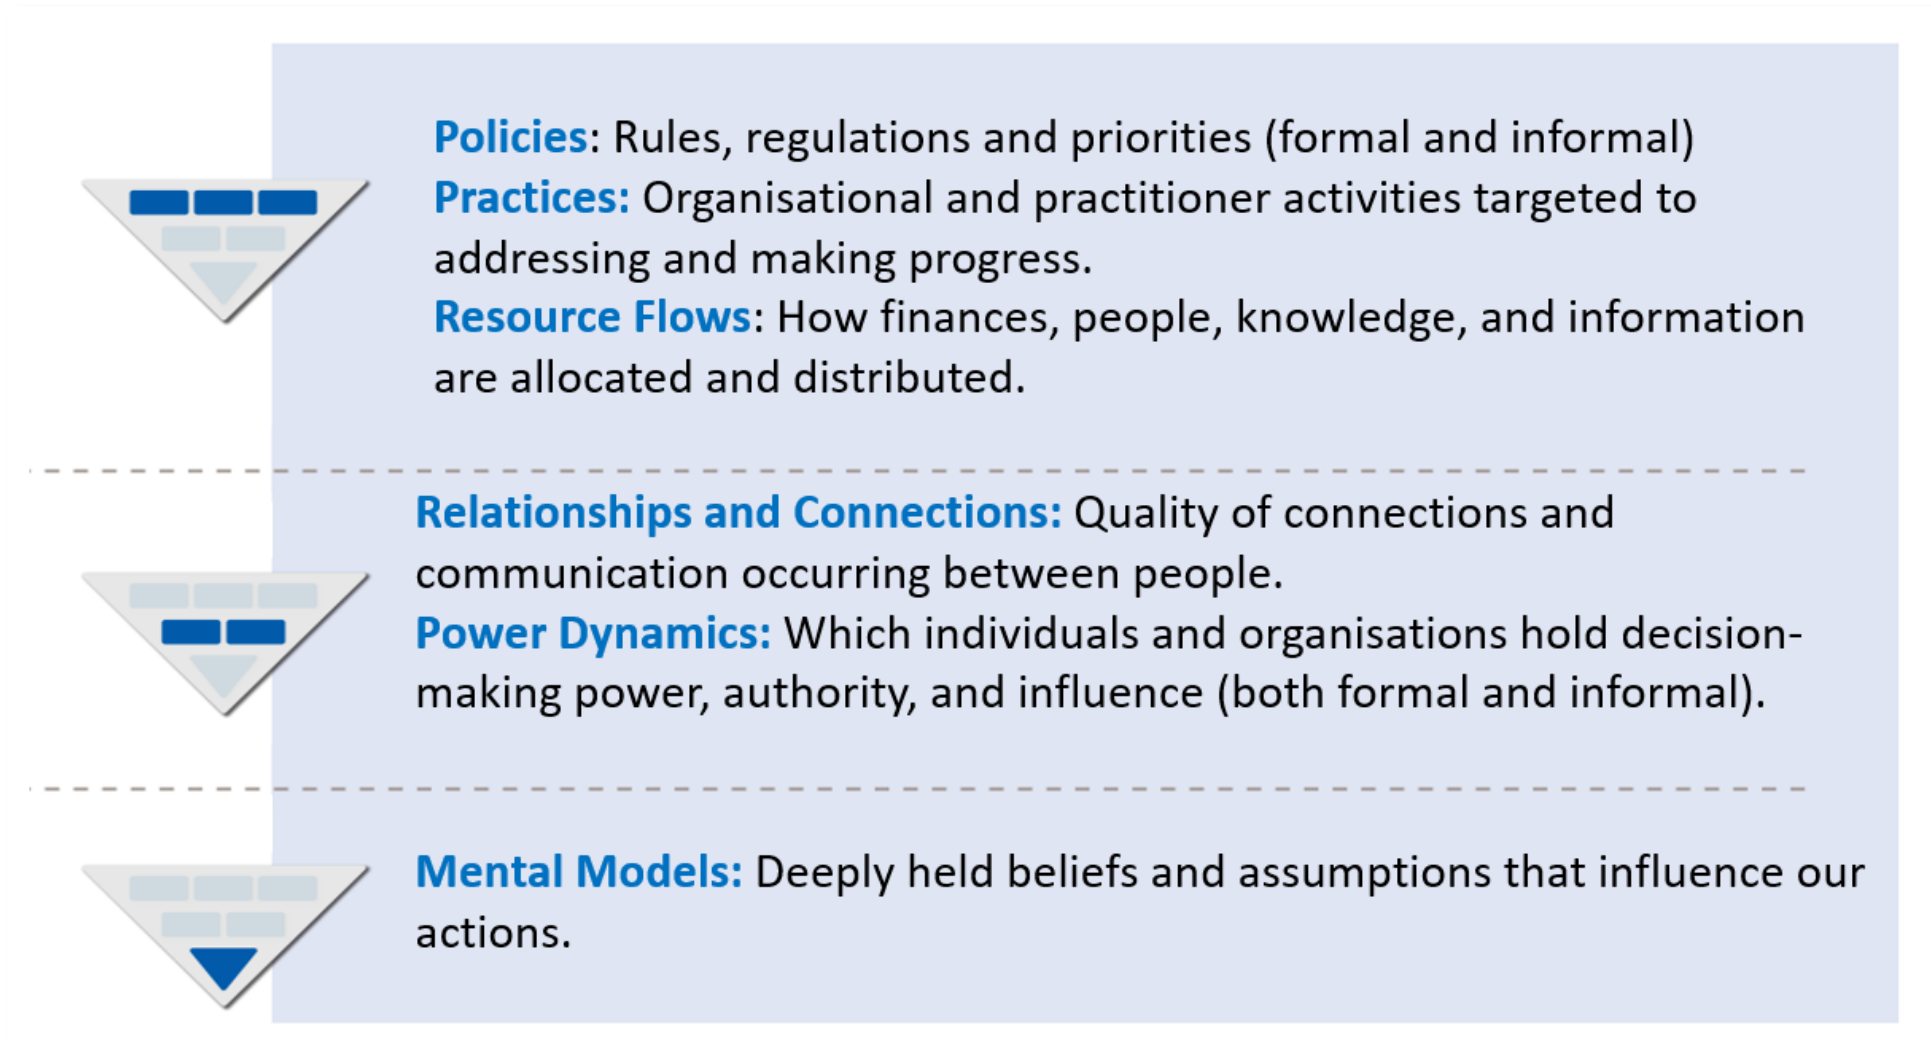 Policies: Rules, regulations and priorities (formal and informal)
Practices: Organisational and practitioner activities targeted to
addressing and making progress.
Resource Flows: How finances, people, knowledge, and information
are allocated and distributed.
Relationships and Connections: Quality of connections and
communication occurring between people.
Power Dynamics: Which individuals and organisations hold decision-
making power, authority, and influence (both formal and informal).
Mental Models: Deeply held beliefs and assumptions that influence our
actions.